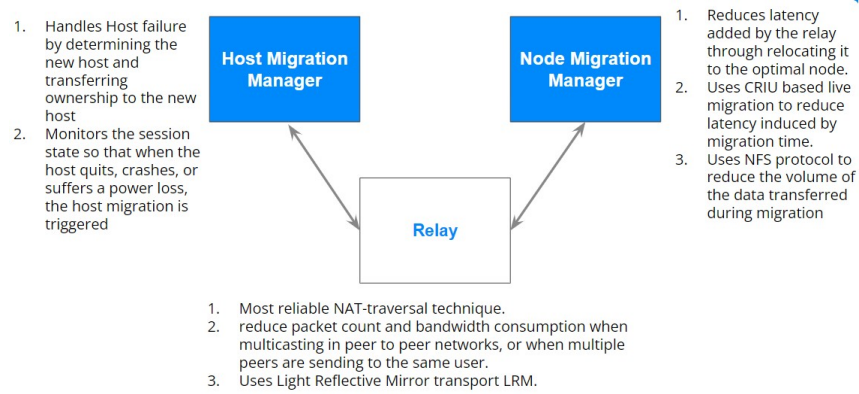 1. Handles Host failure
by determining the
new host and
transferring
ownership to the new
host
2. Monitors the session
state so that when the
host quits, crashes, or
suffers a power loss,
the host migration is
triggered
Host Migration
Manager
Node Migration
Manager
1. Reduces latency
added by the relay
through relocating it
to the optimal node.
2. Uses CRIU based live
migration to reduce
latency induced by
migration time.
3. Uses NFS protocol to
reduce the volume of
the data transferred
during migration
Relay
1. Most reliable NAT-traversal technique.
2. reduce packet count and bandwidth consumption when
multicasting in peer to peer networks, or when multiple
peers are sending to the same user.
3. Uses Light Reflective Mirror transport LRM.